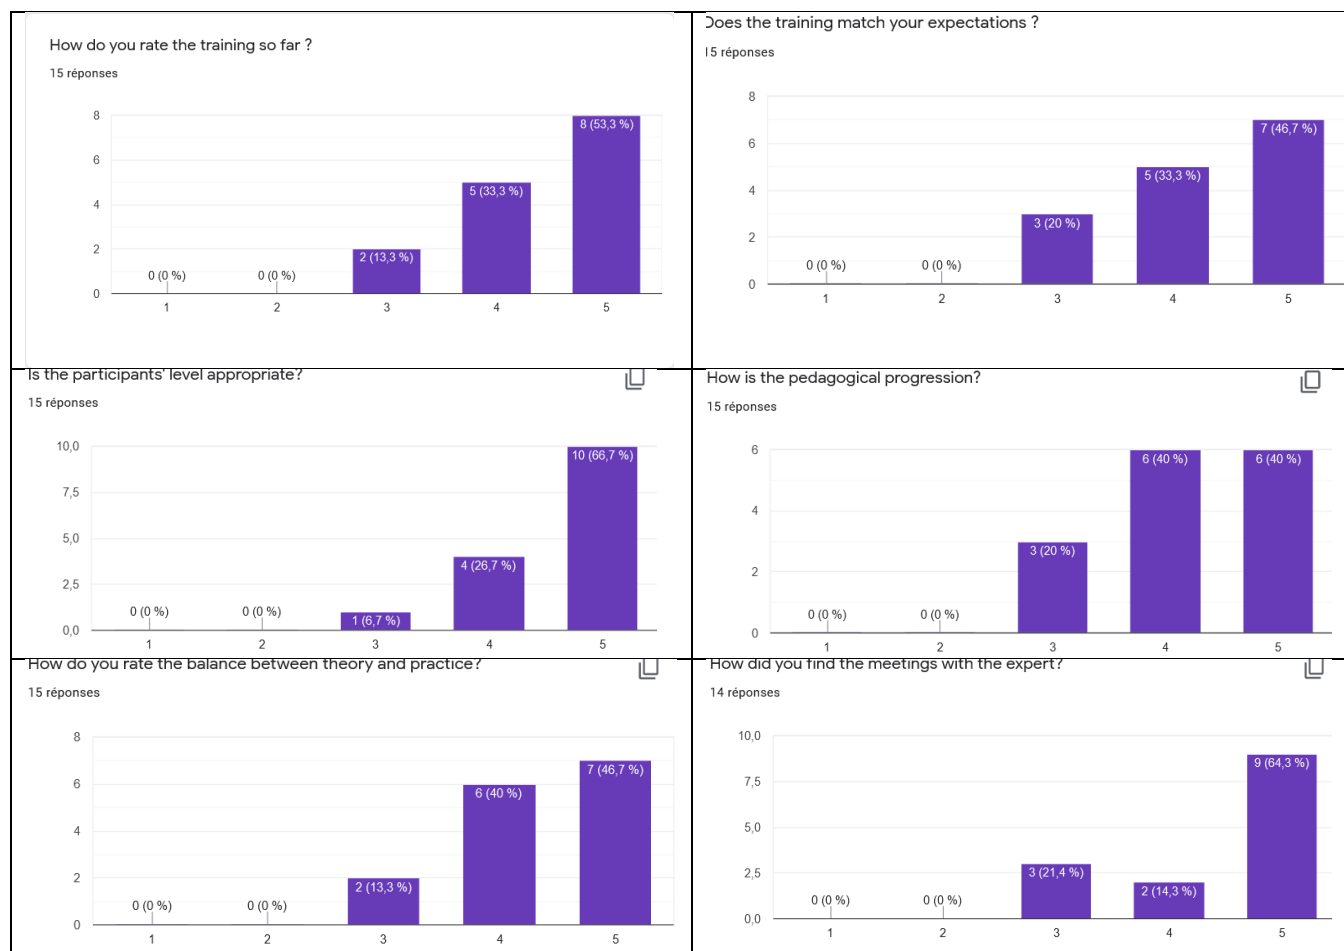 How do you rate the training so far ?
15 réponses
8
6
4
2
0
0 (0 %)
0 (0 %)
2 (13,3 %)
5 (33,3 %)
8 (53,3 %)
1 2 3 4 5
Does the training match your expectations ?
15 réponses
8
6
4
2
0
0 (0 %)
0 (0 %)
3 (20 %)
5 (33,3 %)
7 (46,7 %)
1 2 3 4 5
Is the participants' level appropriate?
15 réponses
10,0
7,5
5,0
2,5
0,0
0 (0 %)
0 (0 %)
1 (6,7 %)
4 (26,7 %)
10 (66,7 %)
1 2 3 4 5
How is the pedagogical progression?
15 réponses
6
4
2
0
0 (0 %)
0 (0 %)
3 (20 %)
6 (40 %)
6 (40 %)
1 2 3 4 5
How do you rate the balance between theory and practice?
15 réponses
8
6
4
2
0
0 (0 %)
0 (0 %)
2 (13,3 %)
6 (40 %)
7 (46,7 %)
1 2 3 4 5
How did you find the meetings with the expert?
14 réponses
10,0
7,5
5,0
2,5
0,0
0 (0 %)
0 (0 %)
3 (21,4 %)
2 (14,3 %)
9 (64,3 %)
1 2 3 4 5